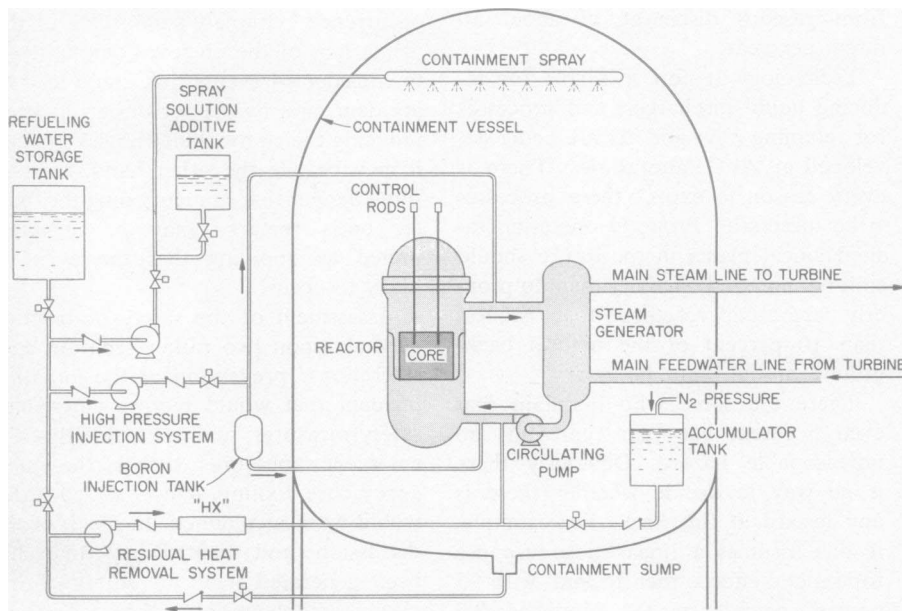 CONTAINMENT SPRAY
SPRAY
SOLUTION
ADDITIVE
TANK
REFUELING
WATER
STORAGE
TANK
CONTAINMENT VESSEL
CONTROL
RODS
MAIN STEAM LINE TO TURBINE
STEAM
GENERATOR
REACTOR
CORE
MAIN FEEDWATER LINE FROM TURBINE
N2 PRESSURE
HIGH PRESSURE
INJECTION SYSTEM
ACCUMULATOR
TANK
CIRCULATING
PUMP
BORON
INJECTION TANK
"HX"
RESIDUAL HEAT
REMOVAL SYSTEM
CONTAINMENT SUMP